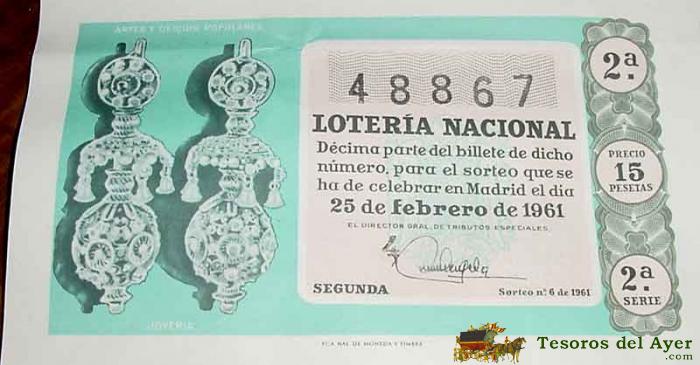 ARTES Y OFICIOS POPULARES
48867
LOTERÍA NACIONAL
Décima parte del billete de dicho
número, para el sorteo que se
ha de celebrar en Madrid el día
25 de febrero de 1961
EL DIRECTOR GRAL. DE TRIBUTOS ESPECIALES,
SEGUNDA
Sorteo nº. 6 de 1961
2ª.
PRECIO
15
PESETAS
2ª
SERIE
JOYERIA
FCA. NAL. DE MONEDA Y TIMBRE
Tesoros del Ayer
.com